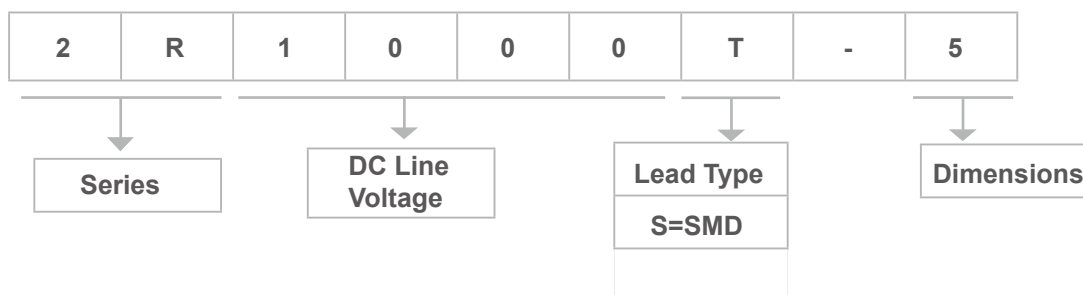 2 R 1 0 0 0 T - 5
Series
DC Line
Voltage
Lead Type
S=SMD
Dimensions